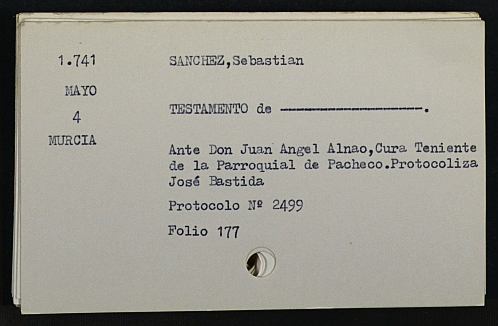 1.741 SANCHEZ,Sebastian
MAYO
4 TESTAMENTO de ------------------.
MURCIA
Ante Don Juan Angel Alnao,Cura Teniente
de la Parroquial de Pacheco.Protocoliza
José Bastida
Protocolo Nº 2499
Folio 177